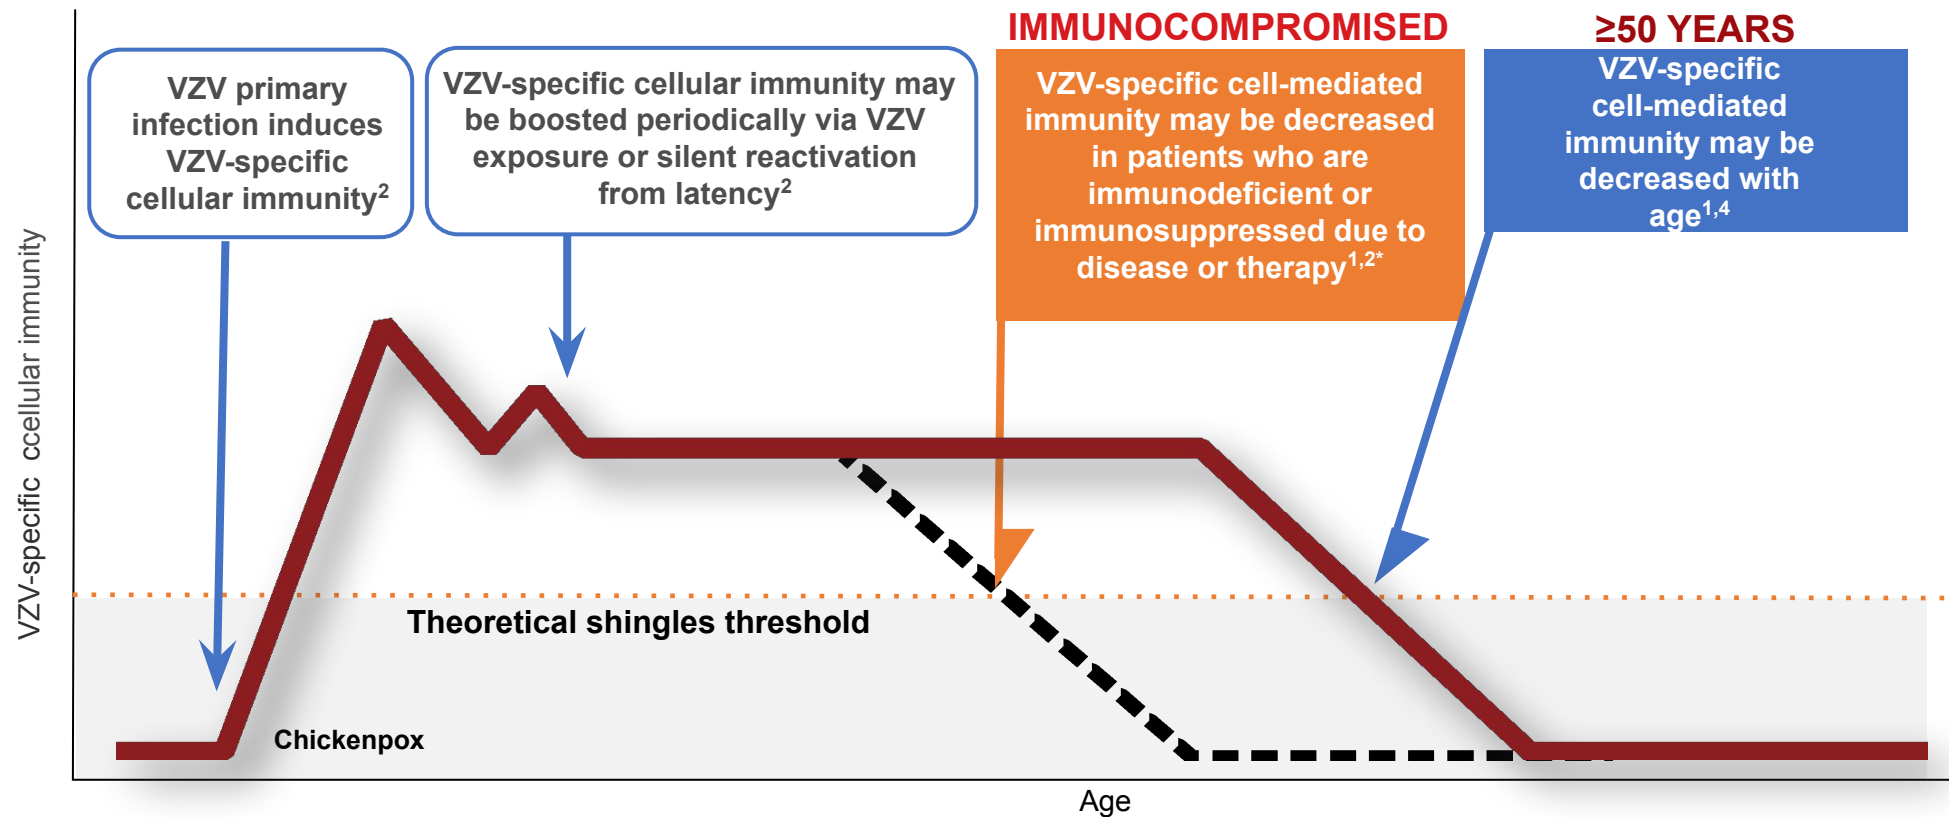 IMMUNOCOMPROMISED
≥50 YEARS
VZV primary
infection induces
VZV-specific
cellular immunity2
VZV-specific cellular immunity may
be boosted periodically via VZV
exposure or silent reactivation
from latency2
VZV-specific cell-mediated
immunity may be decreased
in patients who are
immunodeficient or
immunosuppressed due to
disease or therapy1,2*
VZV-specific
cell-mediated
immunity may be
decreased with
age1,4
VZV-specific ccellular immunity
Theoretical shingles threshold
Chickenpox
Age